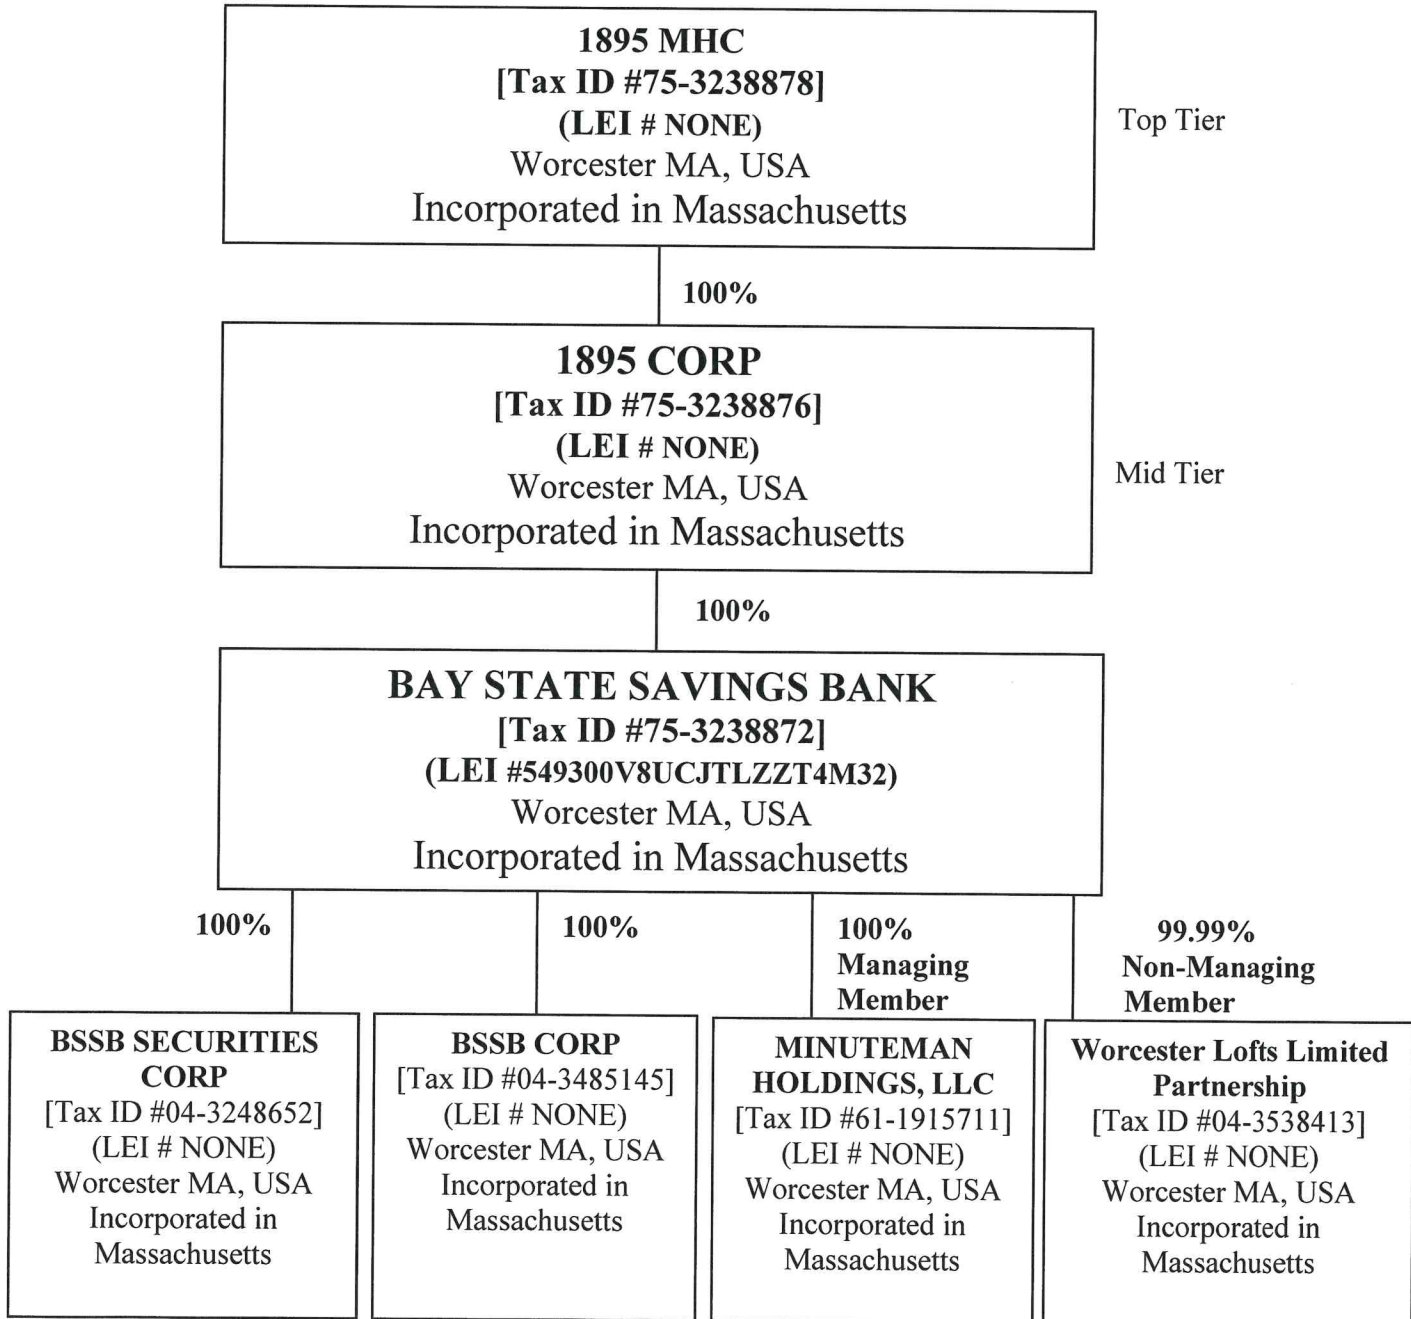 1895 MHC
[Tax ID #75-3238878]
(LEI # NONE)
Worcester MA, USA
Incorporated in Massachusetts
Top Tier
100%
1895 CORP
[Tax ID #75-3238876]
(LEI # NONE)
Worcester MA, USA
Incorporated in Massachusetts
Mid Tier
100%
BAY STATE SAVINGS BANK
[Tax ID #75-3238872]
(LEI #549300V8UCJTLZZT4M32)
Worcester MA, USA
Incorporated in Massachusetts
100%
100%
100%
Managing
Member
99.99%
Non-Managing
Member
BSSB SECURITIES
CORP
[Tax ID #04-3248652]
(LEI # NONE)
Worcester MA, USA
Incorporated in
Massachusetts
BSSB CORP
[Tax ID #04-3485145]
(LEI # NONE)
Worcester MA, USA
Incorporated in
Massachusetts
MINUTEMAN
HOLDINGS, LLC
[Tax ID #61-1915711]
(LEI # NONE)
Worcester MA, USA
Incorporated in
Massachusetts
Worcester Lofts Limited
Partnership
[Tax ID #04-3538413]
(LEI # NONE)
Worcester MA, USA
Incorporated in
Massachusetts